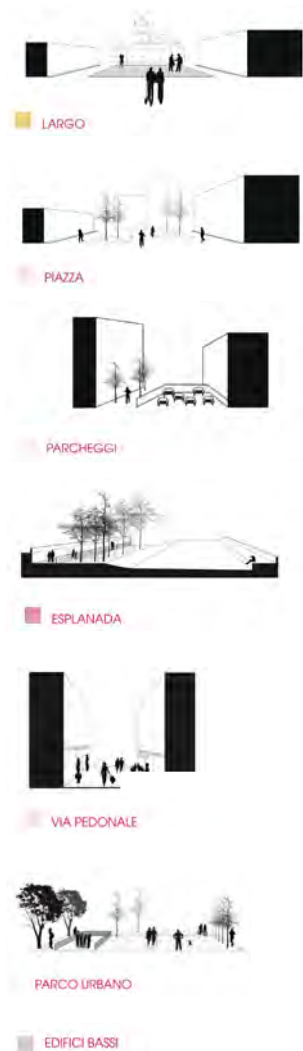 LARGO
PIAZZA
PARCHEGGI
ESPLANADA
VIA PEDONALE
PARCO URBANO
EDIFICI BASSI